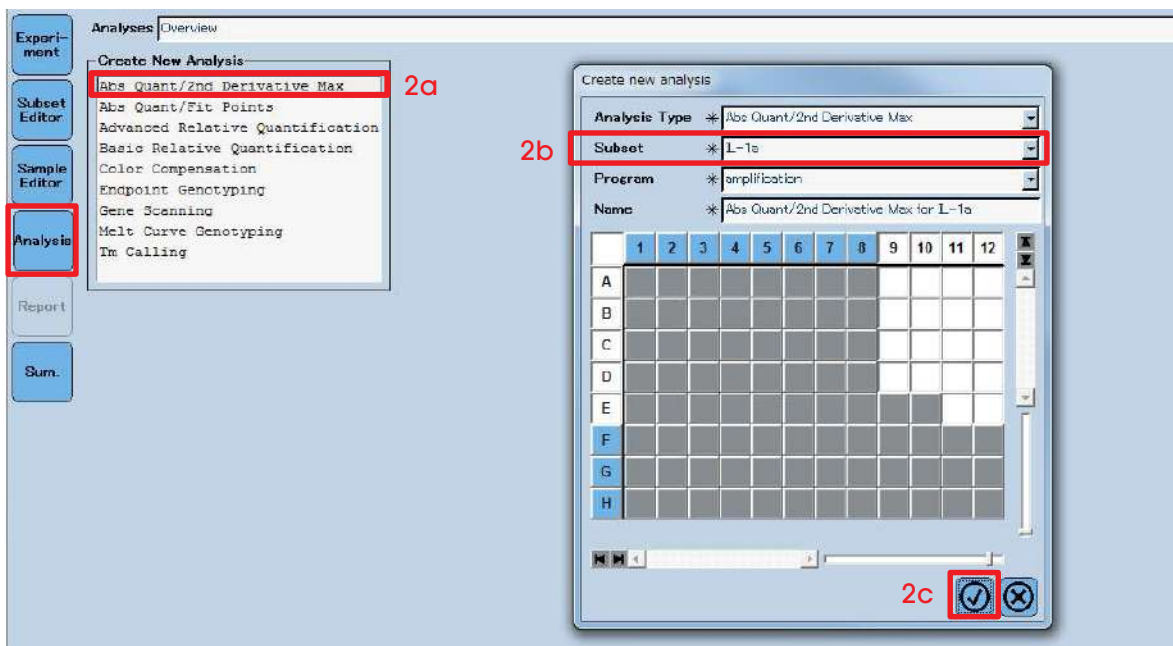 Analyses Overview
Experi-
ment
Subset
Editor
Sample
Editor
Analysis
Report
Sum.
Create New Analysis
Abs Quant/2nd Derivative Max
2a
Abs Quant/Fit Points
Advanced Relative Quantification
Basic Relative Quantification
Color Compensation
Endpoint Genotyping
Gene Scanning
Melt Curve Genotyping
Tm Calling
Create new analysis
Analysis Type * Abs Quant/2nd Derivative Max
2b
Subset * IL-1a
Program * amplification
Name * Abs Quant/2nd Derivative Max for IL-1a
1 2 3 4 5 6 7 8 9 10 11 12
A
B
C
D
E
F
G
H
2c